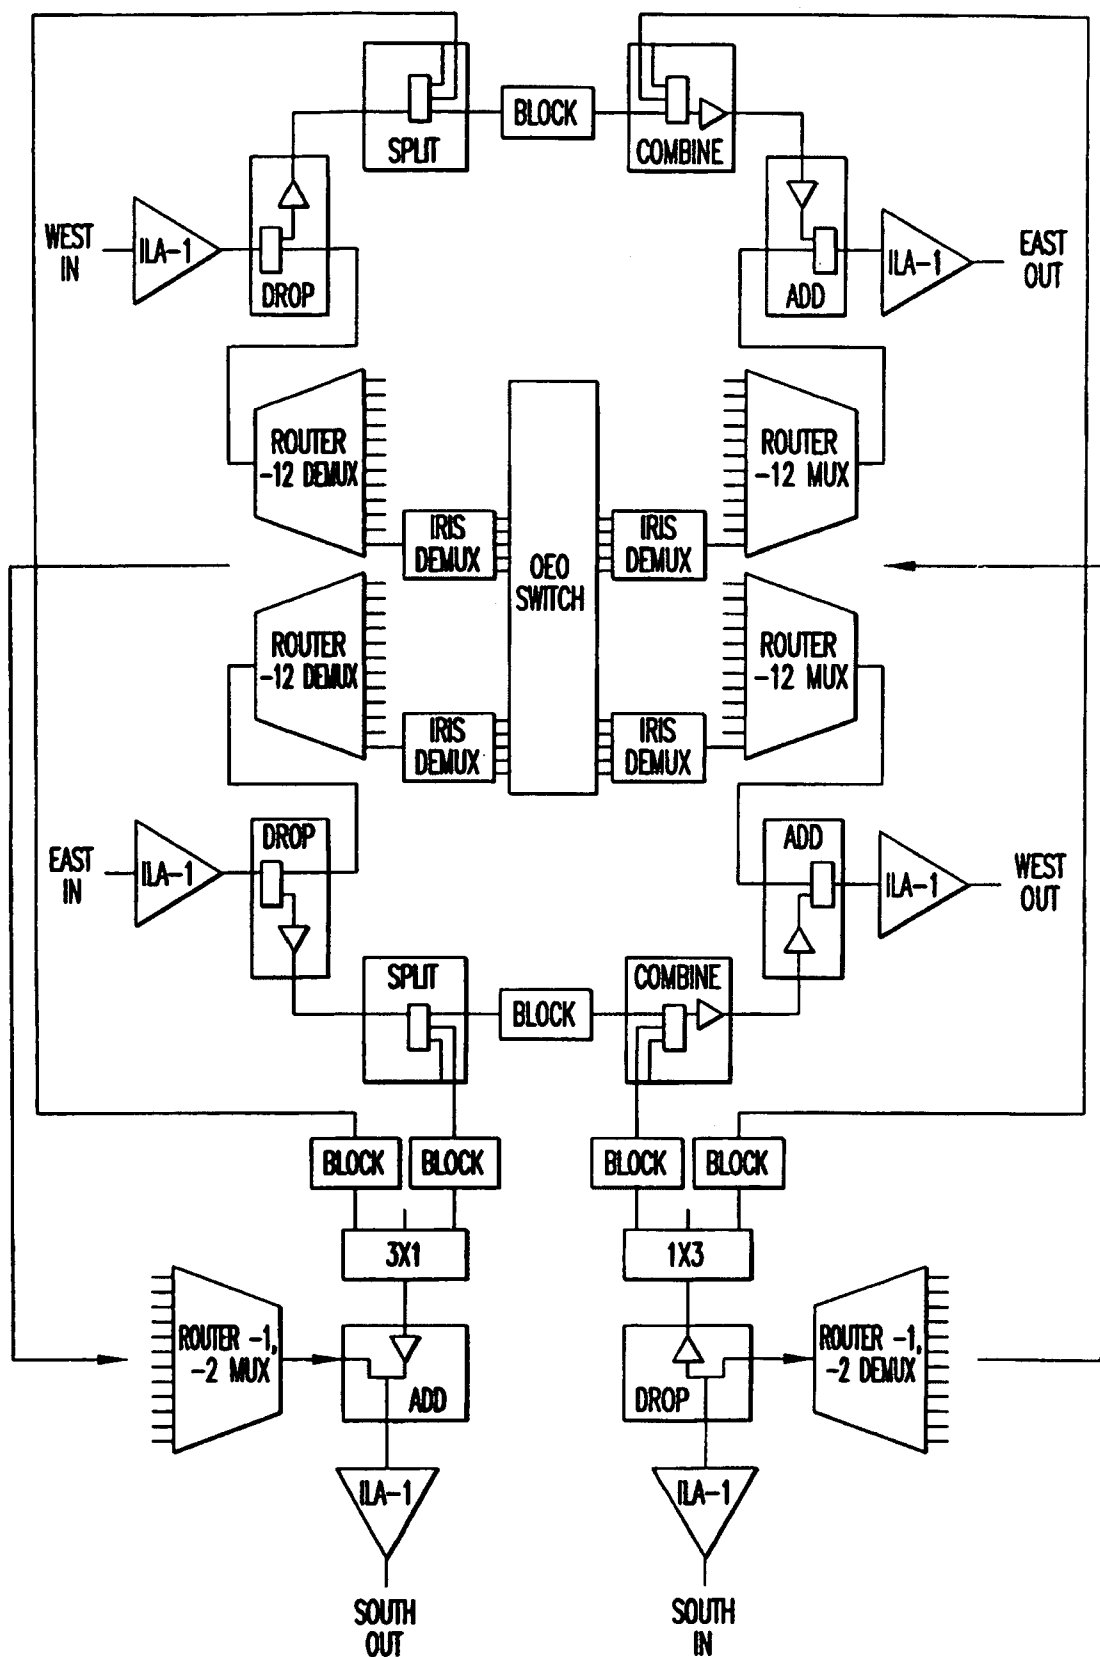 SPLIT
BLOCK
COMBINE
WEST
IN
ILA-1
DROP
ADD
ILA-1
EAST
OUT
ROUTER
-12 DEMUX
IRIS
DEMUX
OEO
SWITCH
IRIS
DEMUX
ROUTER
-12 MUX
ROUTER
-12 DEMUX
IRIS
DEMUX
IRIS
DEMUX
ROUTER
-12 MUX
EAST
IN
ILA-1
DROP
ADD
ILA-1
WEST
OUT
SPLIT
BLOCK
COMBINE
BLOCK
BLOCK
BLOCK
BLOCK
3X1
1X3
ROUTER -1,
-2 MUX
ADD
DROP
ROUTER -1,
-2 DEMUX
ILA-1
ILA-1
SOUTH
OUT
SOUTH
IN